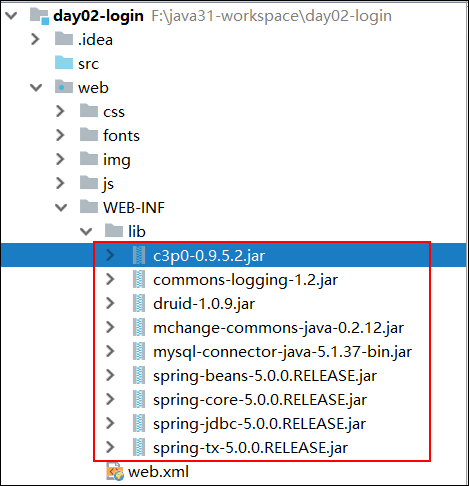 day02-login F:\java31-workspace\day02-login
.idea
src
web
css
fonts
img
js
WEB-INF
lib
c3p0-0.9.5.2.jar
commons-logging-1.2.jar
druid-1.0.9.jar
mchange-commons-java-0.2.12.jar
mysql-connector-java-5.1.37-bin.jar
spring-beans-5.0.0.RELEASE.jar
spring-core-5.0.0.RELEASE.jar
spring-jdbc-5.0.0.RELEASE.jar
spring-tx-5.0.0.RELEASE.jar
web.xml